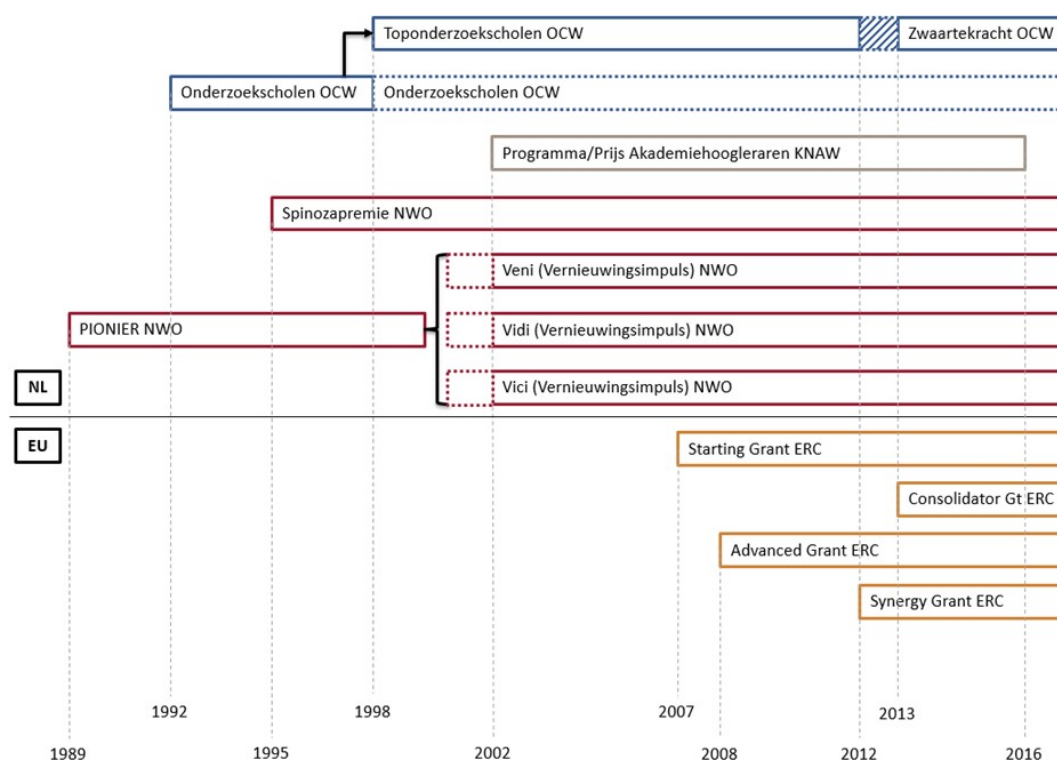 Toponderzoekscholen OCW
Zwaartekracht OCW
Onderzoekscholen OCW
Onderzoekscholen OCW
Programma/Prijs Akademiehoogleraren KNAW
Spinozapremie NWO
Veni (Vernieuwingsimpuls) NWO
PIONIER NWO
Vidi (Vernieuwingsimpuls) NWO
NL
Vici (Vernieuwingsimpuls) NWO
EU
Starting Grant ERC
Consolidator Gt ERC
Advanced Grant ERC
Synergy Grant ERC
1992
1998
2007
2013
1989
1995
2002
2008
2012
2016